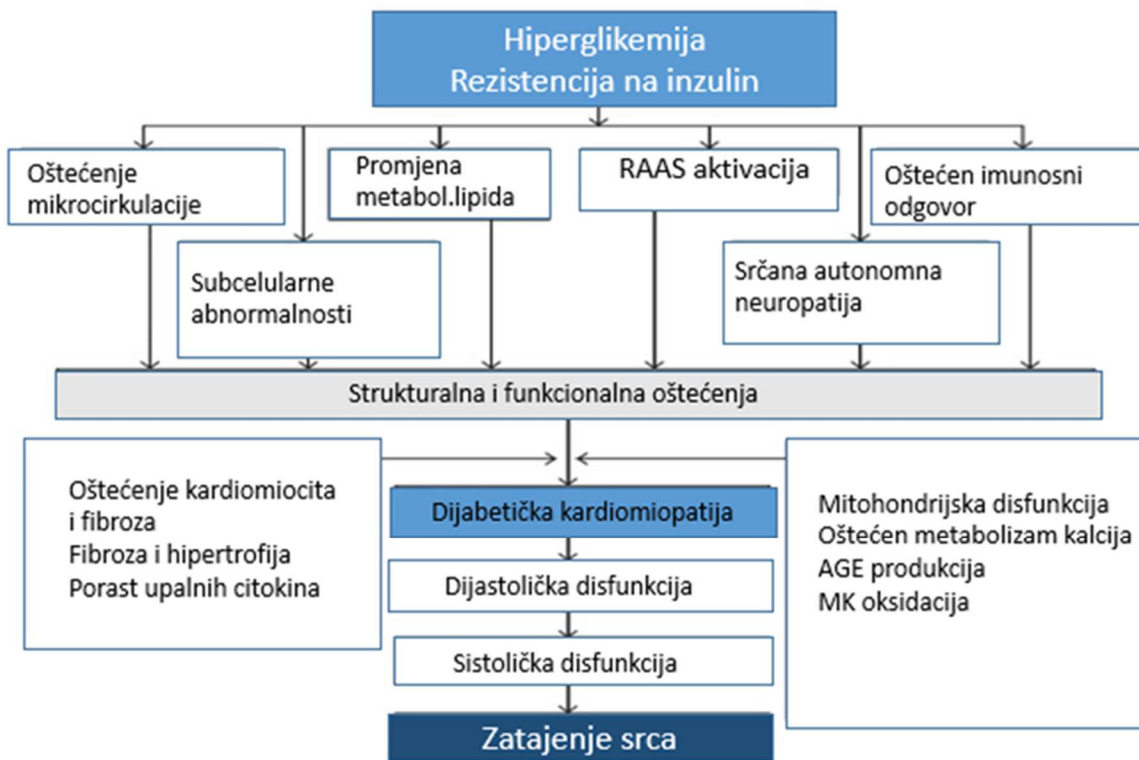 Hiperglikemija
Rezistencija na inzulin
Oštećenje
mikrocirkulacije
Promjena
metabol.lipida
RAAS aktivacija
Oštećen imunosni
odgovor
Subcelularne
abnormalnosti
Srčana autonomna
neuropatija
Strukturalna i funkcionalna oštećenja
Oštećenje kardiomiocita
i fibroza
Fibroza i hipertrofija
Porast upalnih citokina
Mitohondrijska disfunkcija
Oštećen metabolizam kalcija
AGE produkcija
MK oksidacija
Dijabetička kardiomiopatija
Dijastolička disfunkcija
Sistolička disfunkcija
Zatajenje srca